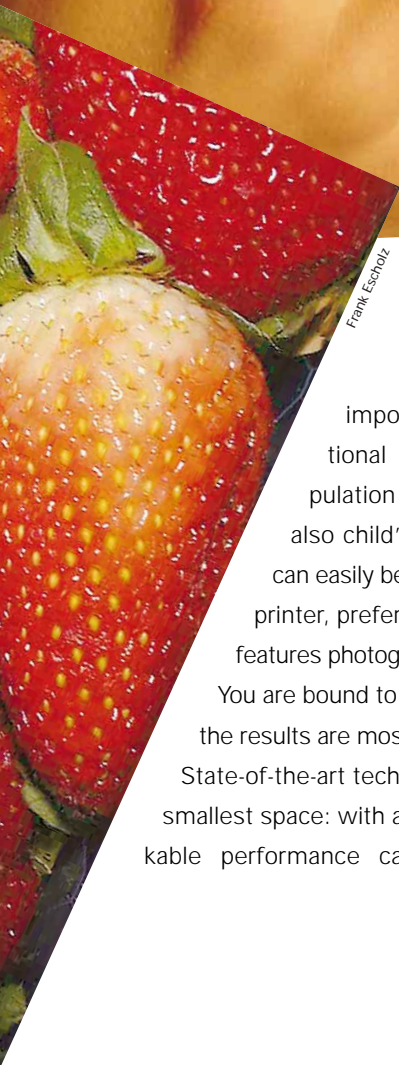 Frank Escholz
impo
tional
pulation
also child'
can easily be
printer, prefer
features photog
You are bound to
the results are mos
State-of-the-art tech
smallest space: with a
kable performance ca